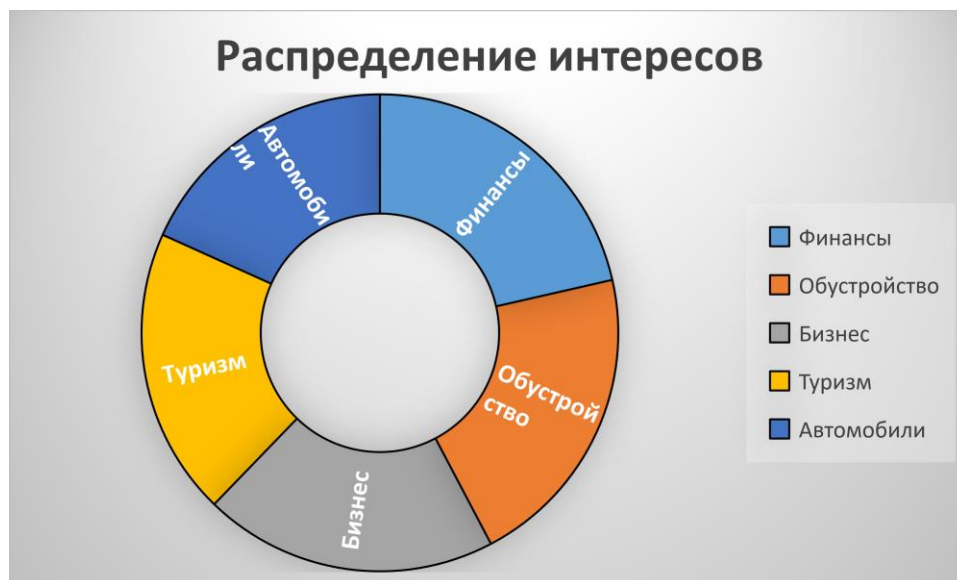 Распределение интересов
Автомоби
ли
Финансы
Обустрой
ство
Бизнес
Туризм
Финансы
Обустройство
Бизнес
Туризм
Автомобили